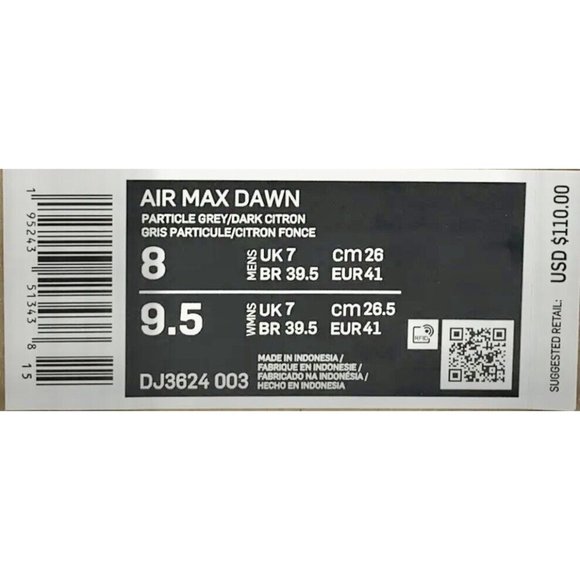 AIR MAX DAWN
PARTICLE GREY/DARK CITRON
GRIS PARTICULE/CITRON FONCE
8 MENS UK 7 CM 26
BR 39.5 EUR 41
9.5 WMNS UK 7 CM 26.5
BR 39.5 EUR 41
DJ3624 003
MADE IN INDONESIA /
FABRIQUE EN INDONESIE /
FABRICADO NA INDONÉSIA /
HECHO EN INDONESIA
RFID
1 95243 51343 8 15
SUGGESTED RETAIL: USD $110.00